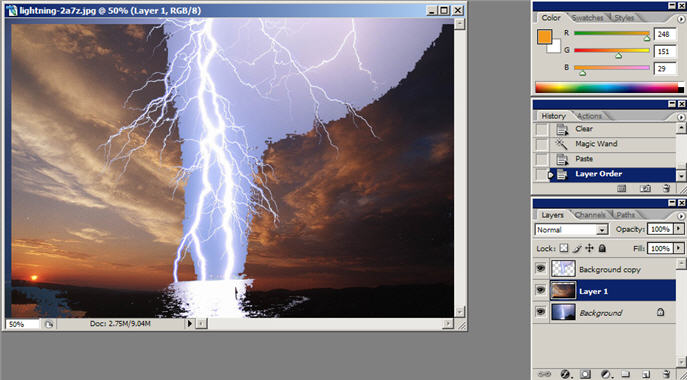 lightning-2a7z.jpg @ 50% (Layer 1, RGB/8)
50%
Doc: 2.75M/9.04M
Color Swatches Styles
R 248
G 151
B 29
History Actions
Clear
Magic Wand
Paste
Layer Order
Layers Channels Paths
Normal Opacity: 100%
Lock: Fill: 100%
Background copy
Layer 1
Background